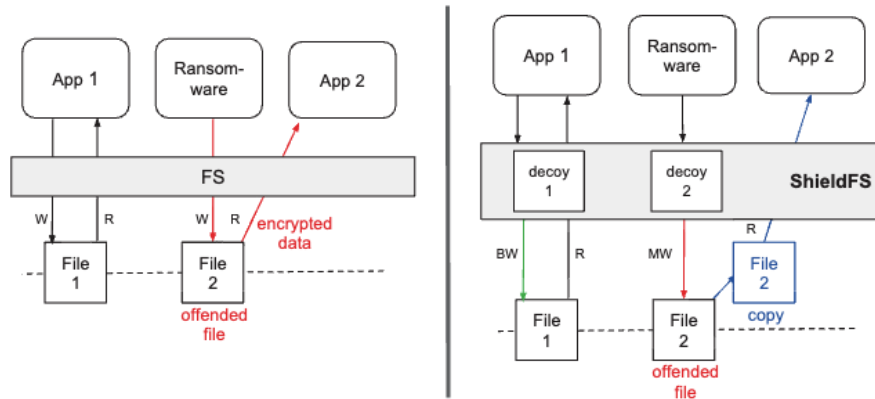 App 1
Ransom-
ware
App 2
FS
W
R
W
R
encrypted
data
File
1
File
2
offended
file
App 1
Ransom-
ware
App 2
decoy
1
decoy
2
ShieldFS
BW
R
MW
R
File
2
copy
File
1
File
2
offended
file